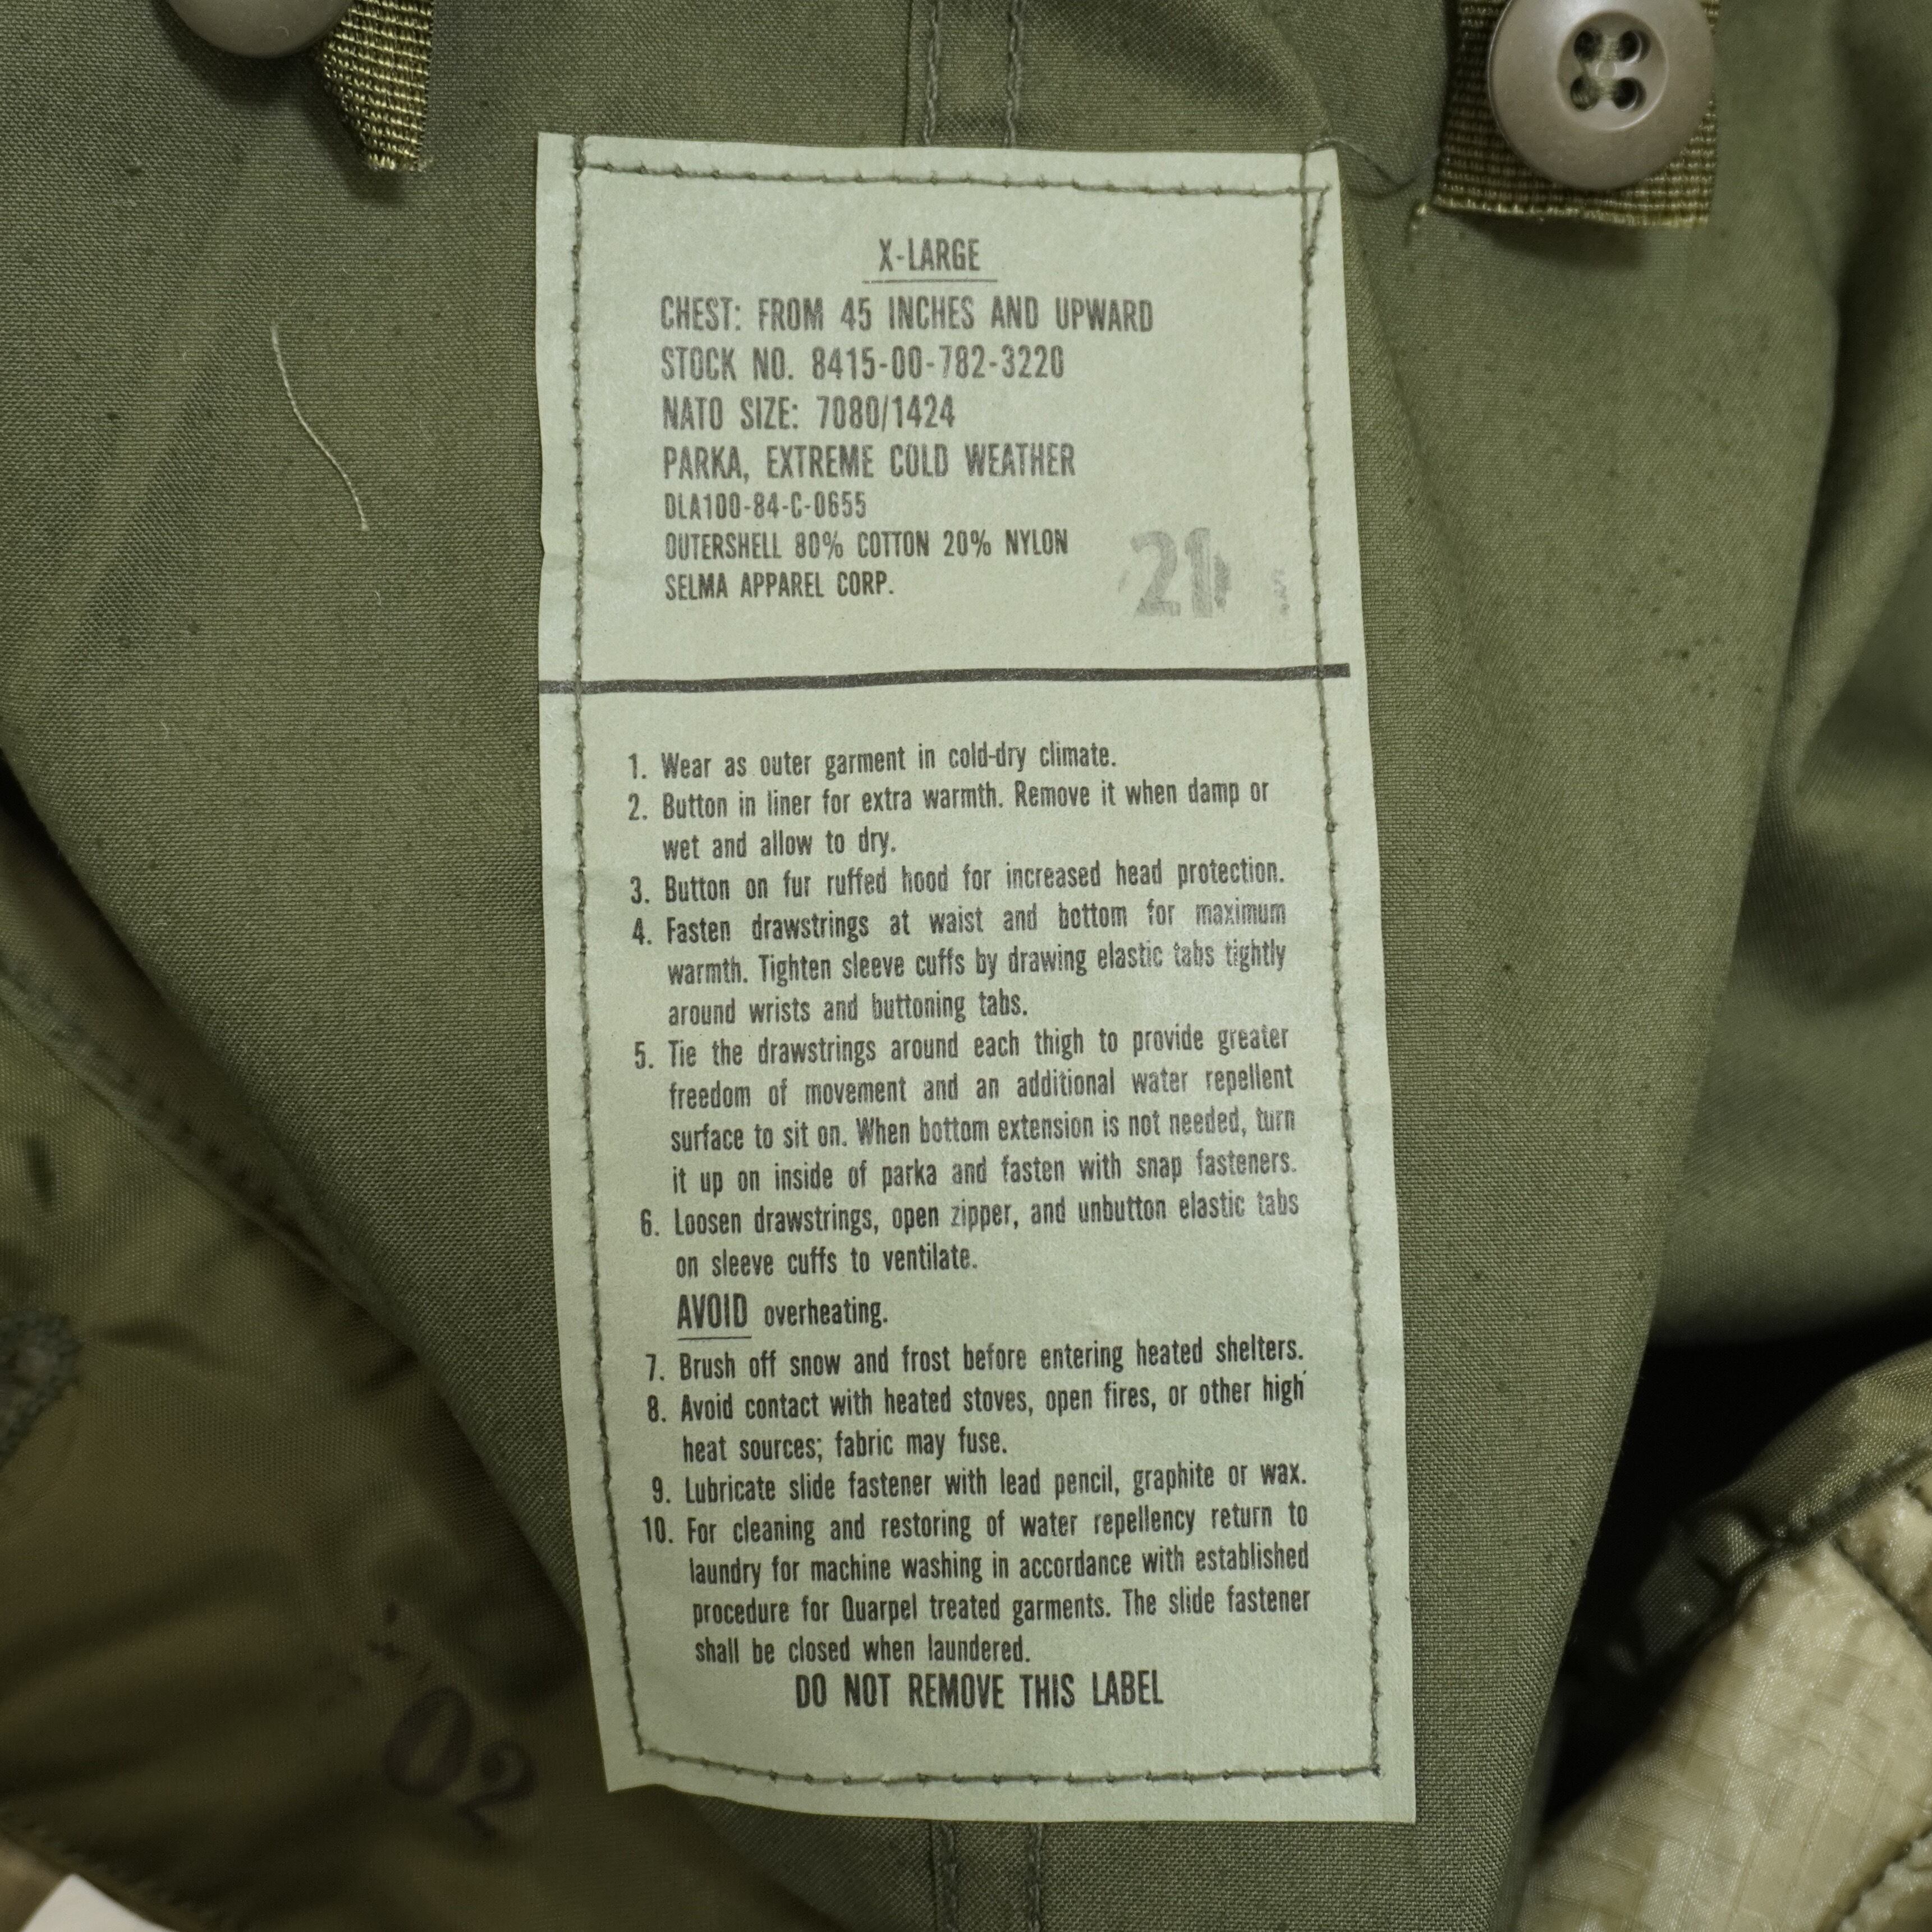 X-LARGE
CHEST: FROM 45 INCHES AND UPWARD
STOCK NO. 8415-00-782-3220
NATO SIZE: 7080/1424
PARKA, EXTREME COLD WEATHER
DLA100-84-C-0655
OUTERSHELL 80% COTTON 20% NYLON
SELMA APPAREL CORP.
21
1. Wear as outer garment in cold-dry climate.
2. Button in liner for extra warmth. Remove it when damp or
wet and allow to dry.
3. Button on fur ruffed hood for increased head protection.
4. Fasten drawstrings at waist and bottom for maximum
warmth. Tighten sleeve cuffs by drawing elastic tabs tightly
around wrists and buttoning tabs.
5. Tie the drawstrings around each thigh to provide greater
freedom of movement and an additional water repellent
surface to sit on. When bottom extension is not needed, turn
it up on inside of parka and fasten with snap fasteners.
6. Loosen drawstrings, open zipper, and unbutton elastic tabs
on sleeve cuffs to ventilate.
AVOID overheating.
7. Brush off snow and frost before entering heated shelters.
8. Avoid contact with heated stoves, open fires, or other high
heat sources; fabric may fuse.
9. Lubricate slide fastener with lead pencil, graphite or wax.
10. For cleaning and restoring of water repellency return to
laundry for machine washing in accordance with established
procedure for Quarpel treated garments. The slide fastener
shall be closed when laundered.
DO NOT REMOVE THIS LABEL
02